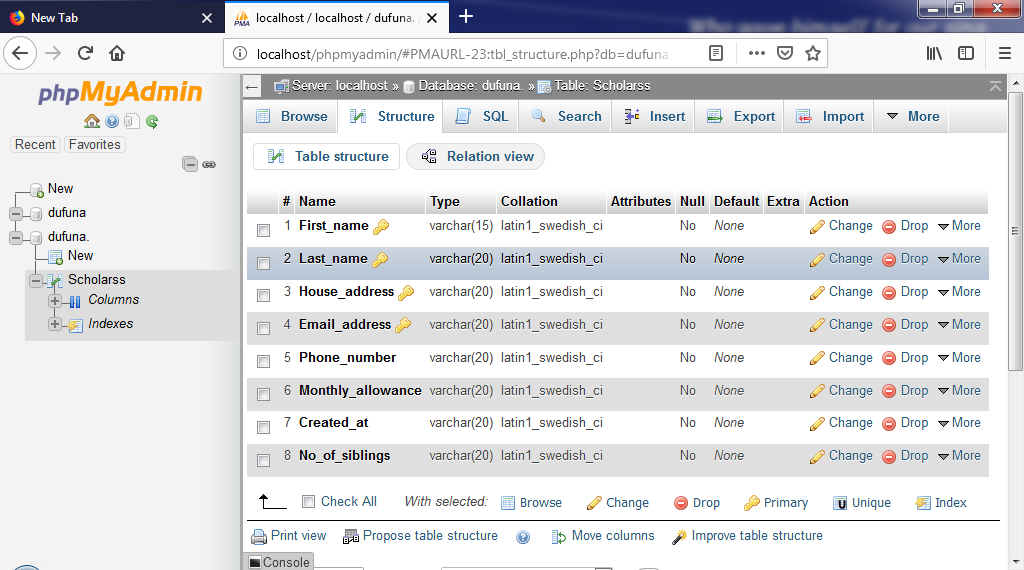 New Tab
localhost / localhost / dufuna.
localhost/phpmyadmin/#PMAURL-23:tbl_structure.php?db=dufuna.
phpMyAdmin
Recent Favorites
New
dufuna
dufuna.
New
Scholarss
Columns
Indexes
Server: localhost » Database: dufuna. » Table: Scholarss
Browse Structure SQL Search Insert Export Import More
Table structure Relation view
# Name Type Collation Attributes Null Default Extra Action
1 First_name varchar(15) latin1_swedish_ci No None Change Drop More
2 Last_name varchar(20) latin1_swedish_ci No None Change Drop More
3 House_address varchar(20) latin1_swedish_ci No None Change Drop More
4 Email_address varchar(20) latin1_swedish_ci No None Change Drop More
5 Phone_number varchar(20) latin1_swedish_ci No None Change Drop More
6 Monthly_allowance varchar(20) latin1_swedish_ci No None Change Drop More
7 Created_at varchar(20) latin1_swedish_ci No None Change Drop More
8 No_of_siblings varchar(20) latin1_swedish_ci No None Change Drop More
Check All With selected: Browse Change Drop Primary Unique Index
Print view Propose table structure Move columns Improve table structure
Console